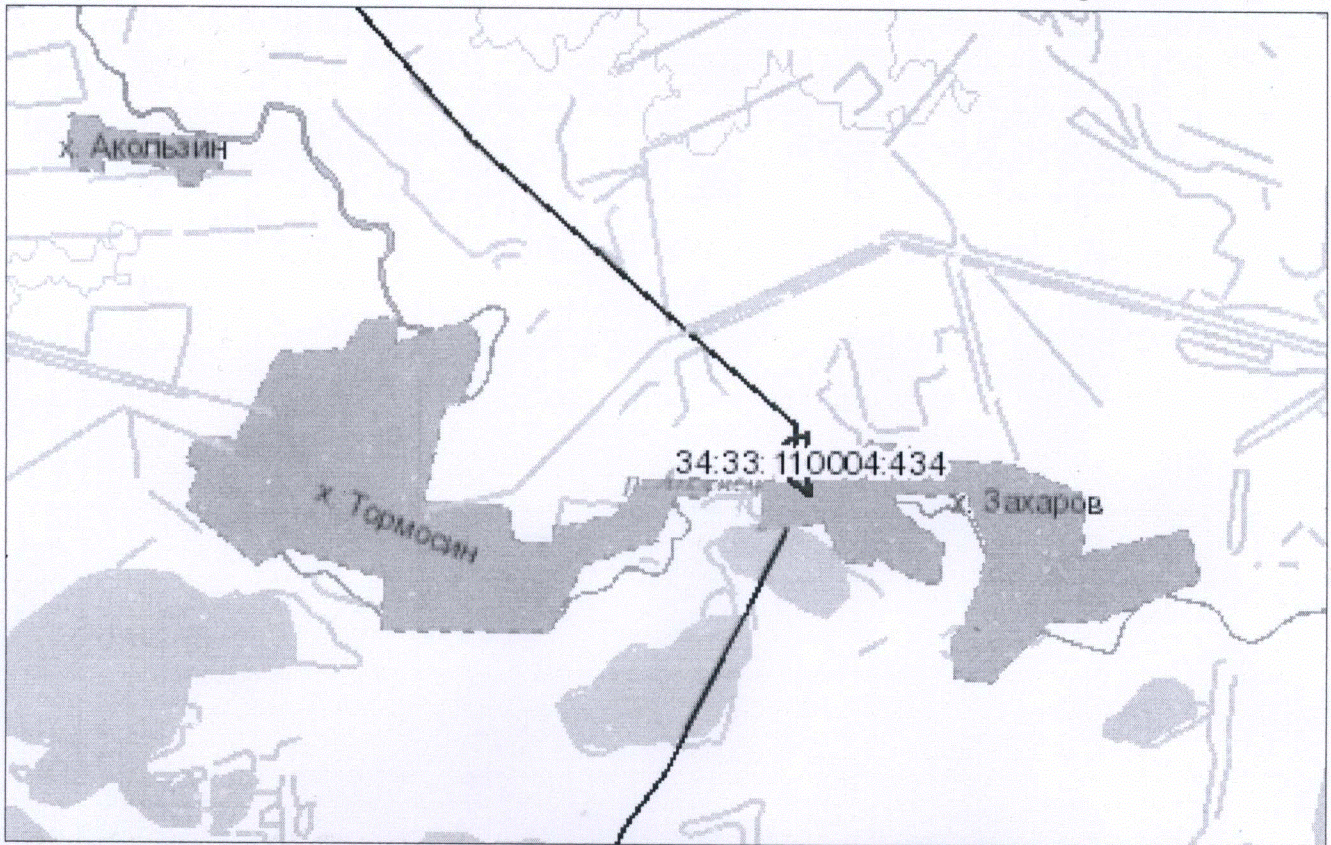 х. Акользин
34:33:110004:434
р.
х. Захаров
х. Тормосин